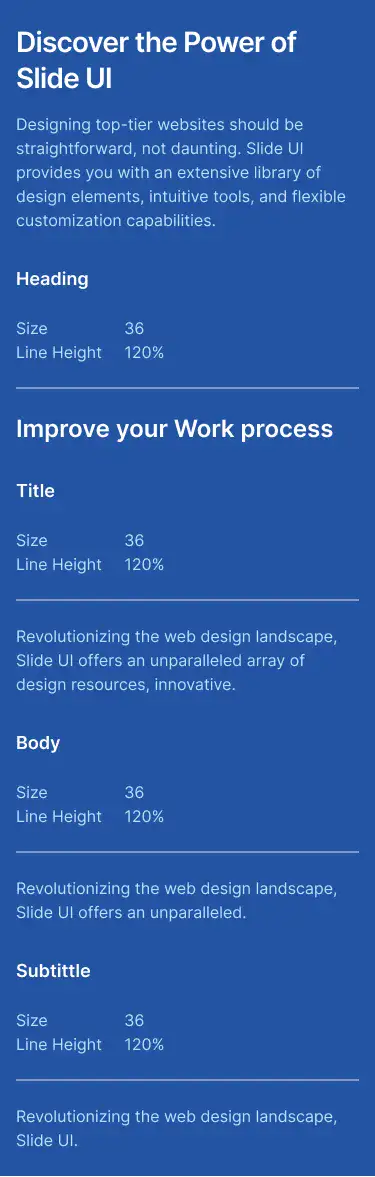 Discover the Power of
Slide UI
Designing top-tier websites should be
straightforward, not daunting. Slide UI
provides you with an extensive library of
design elements, intuitive tools, and flexible
customization capabilities.
Heading
Size 36
Line Height 120%
Improve your Work process
Title
Size 36
Line Height 120%
Revolutionizing the web design landscape,
Slide UI offers an unparalleled array of
design resources, innovative.
Body
Size 36
Line Height 120%
Revolutionizing the web design landscape,
Slide UI offers an unparalleled.
Subtittle
Size 36
Line Height 120%
Revolutionizing the web design landscape,
Slide UI.